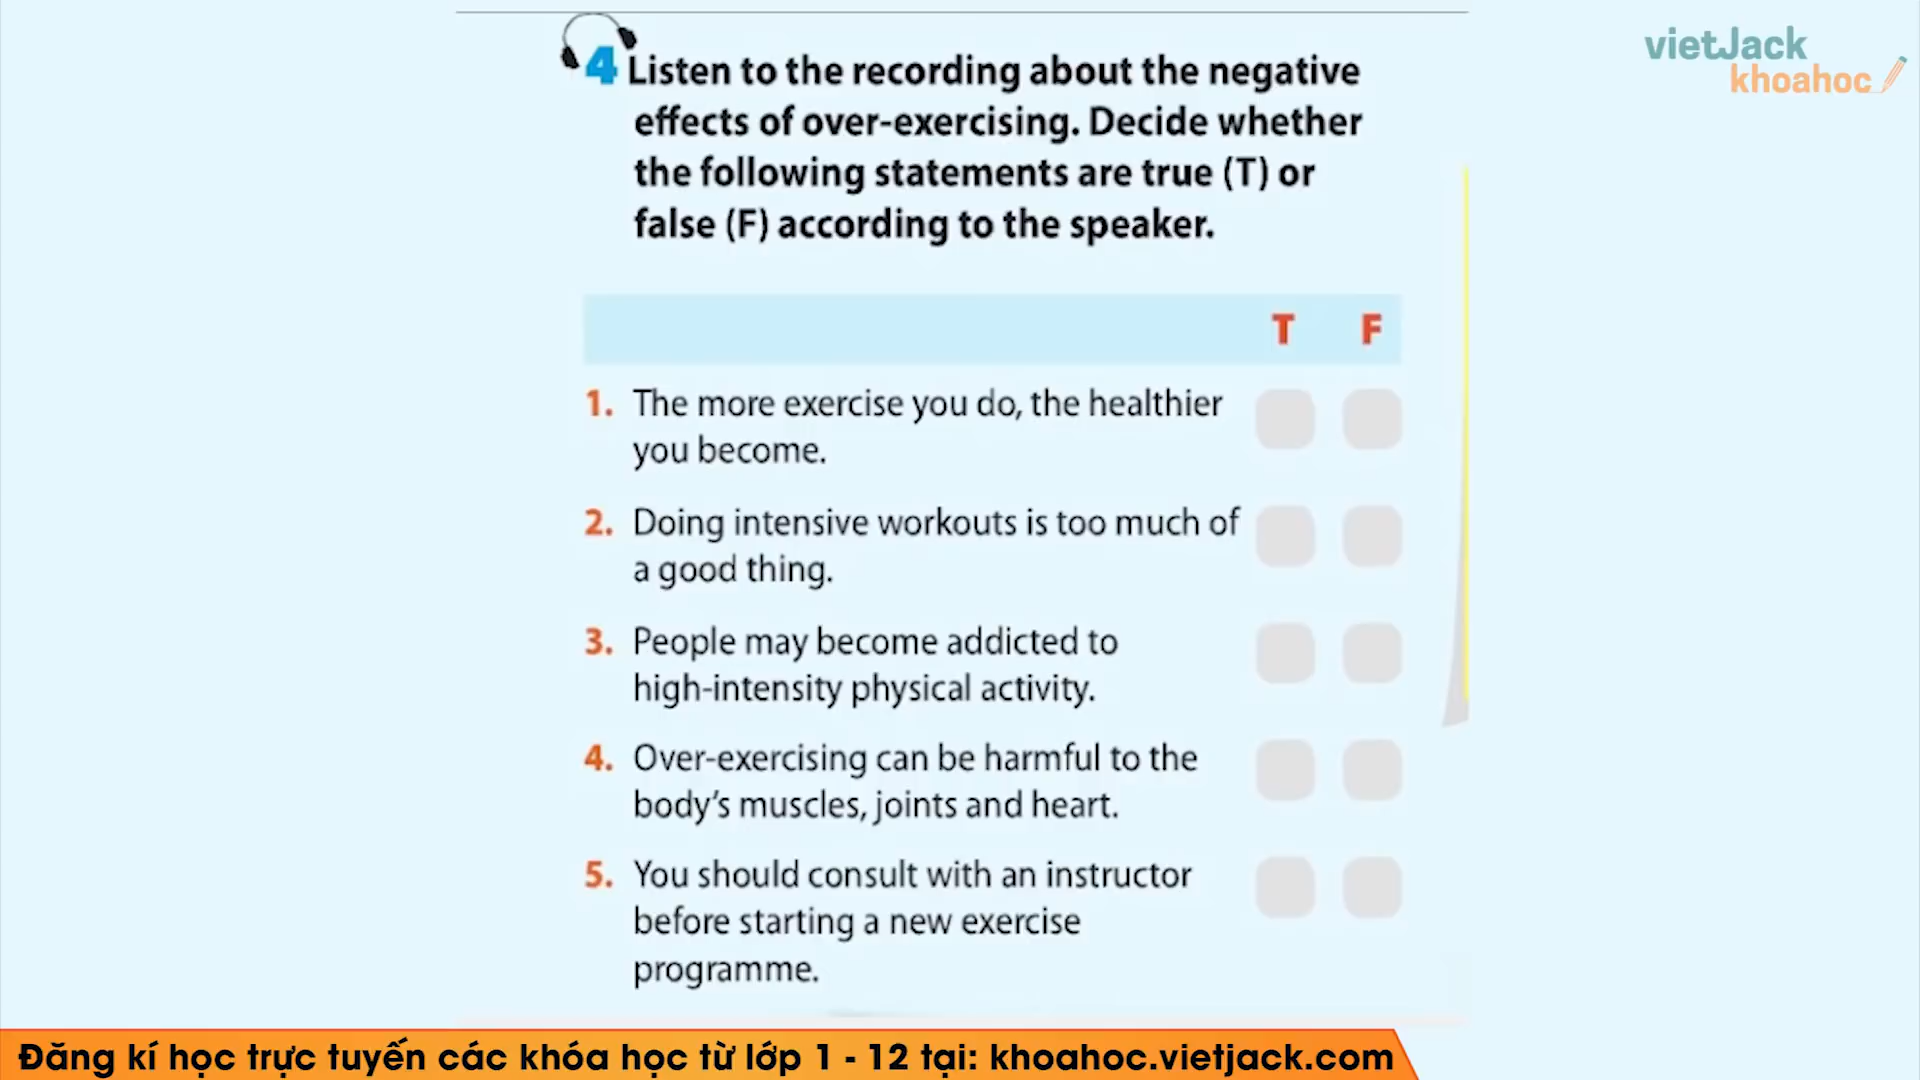 vietJack
khoahoc
4 Listen to the recording about the negative
effects of over-exercising. Decide whether
the following statements are true (T) or
false (F) according to the speaker.
T F
1. The more exercise you do, the healthier
you become.
2. Doing intensive workouts is too much of
a good thing.
3. People may become addicted to
high-intensity physical activity.
4. Over-exercising can be harmful to the
body's muscles, joints and heart.
5. You should consult with an instructor
before starting a new exercise
programme.
Đăng kí học trực tuyến các khóa học từ lớp 1 - 12 tại: khoahoc.vietjack.com